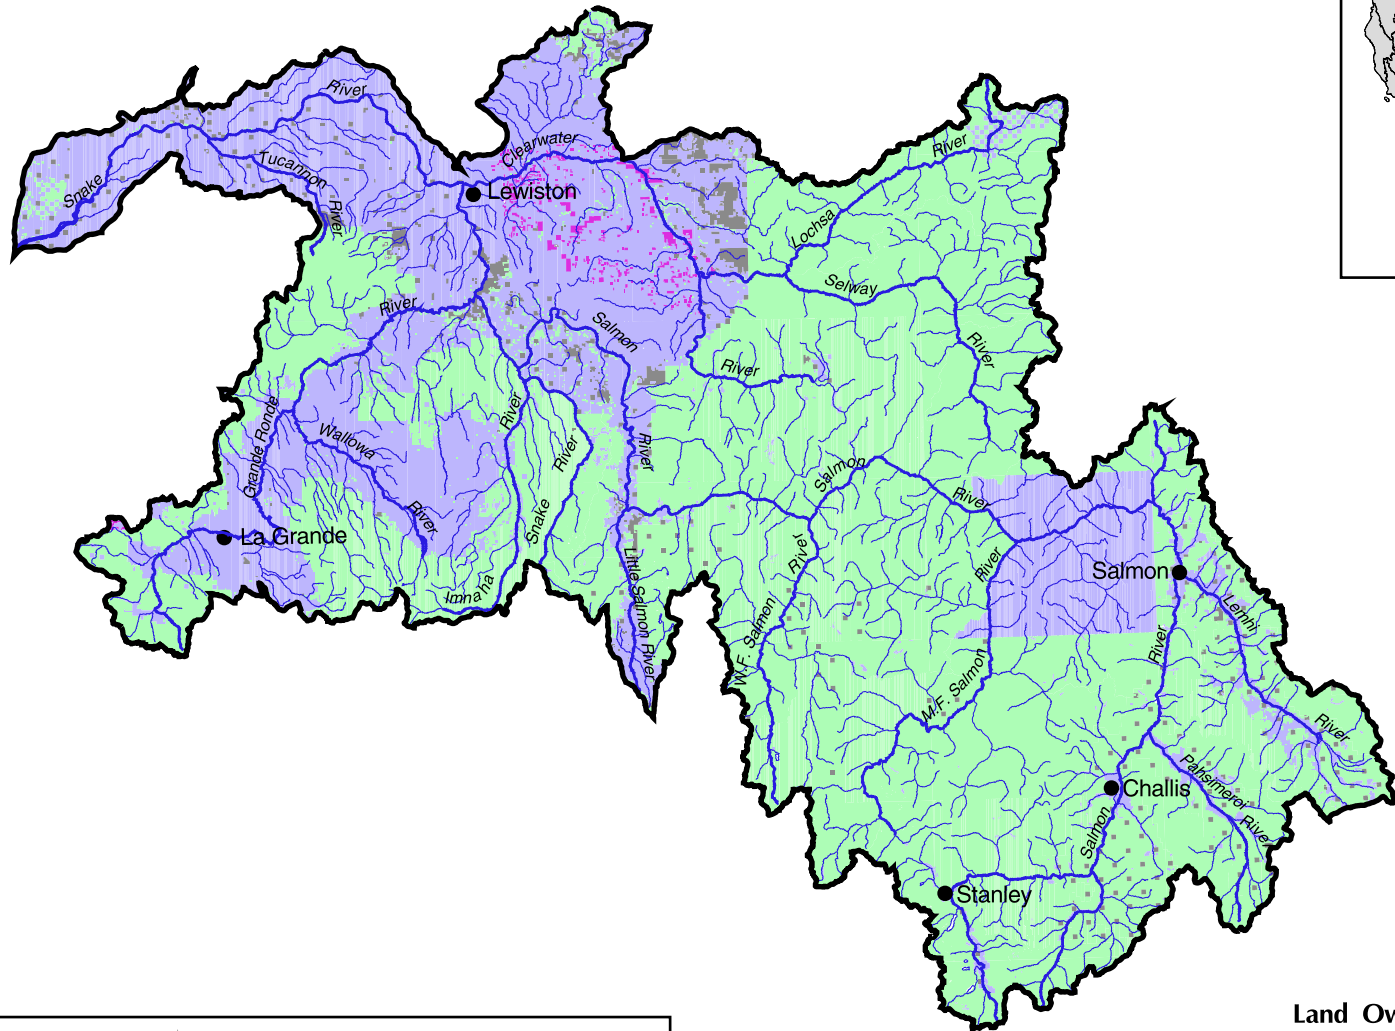 River
Clearwater
River
Tucannon
Snake
Lewiston
River
Lochsa
Selway
River
Salmon
River
River
River
Grande Ronde
Wallowa
River
River
River
Salmon
River
River
Snake
La Grande
River
River
Salmon
Little Salmon River
Imnaha
W.F. Salmon
Lemhi
River
M.F. Salmon
River
Pahsimeroi
Challis
River
Salmon
Stanley
Land Ov